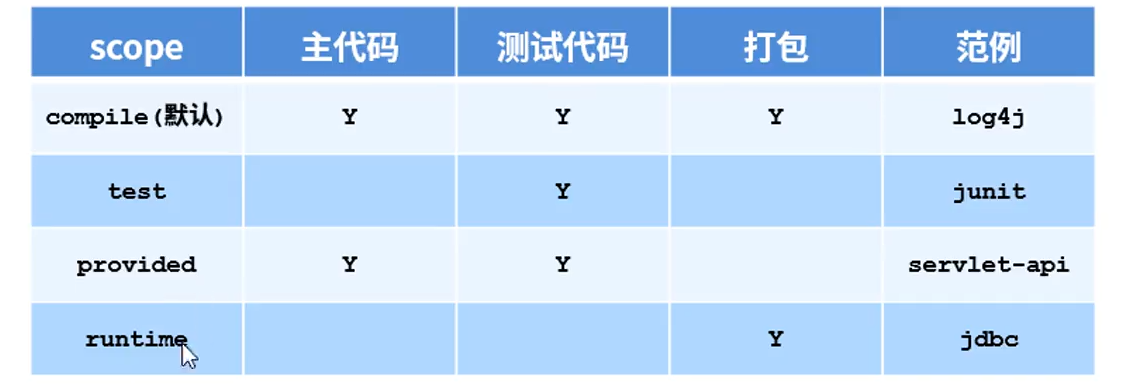 scope 主代码 测试代码 打包 范例
compile(默认) Y Y Y log4j
test Y junit
provided Y Y servlet-api
runtime Y jdbc